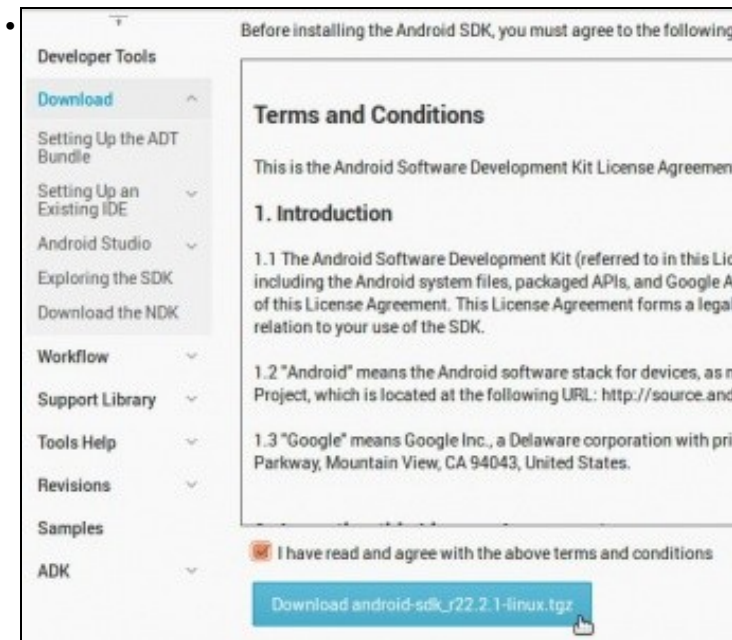 Developer Tools
Download
Setting Up the ADT
Bundle
Setting Up an
Existing IDE
Android Studio
Exploring the SDK
Download the NDK
Workflow
Support Library
Tools Help
Revisions
Samples
ADK
Before installing the Android SDK, you must agree to the following
Terms and Conditions
This is the Android Software Development Kit License Agreemen
1. Introduction
1.1 The Android Software Development Kit (referred to in this Lic
including the Android system files, packaged APIs, and Google A
of this License Agreement. This License Agreement forms a legal
relation to your use of the SDK.
1.2 "Android" means the Android software stack for devices, as m
Project, which is located at the following URL: http://source.and
1.3 "Google" means Google Inc., a Delaware corporation with pri
Parkway, Mountain View, CA 94043, United States.
I have read and agree with the above terms and conditions
Download android-sdk_r22.2.1-linux.tgz